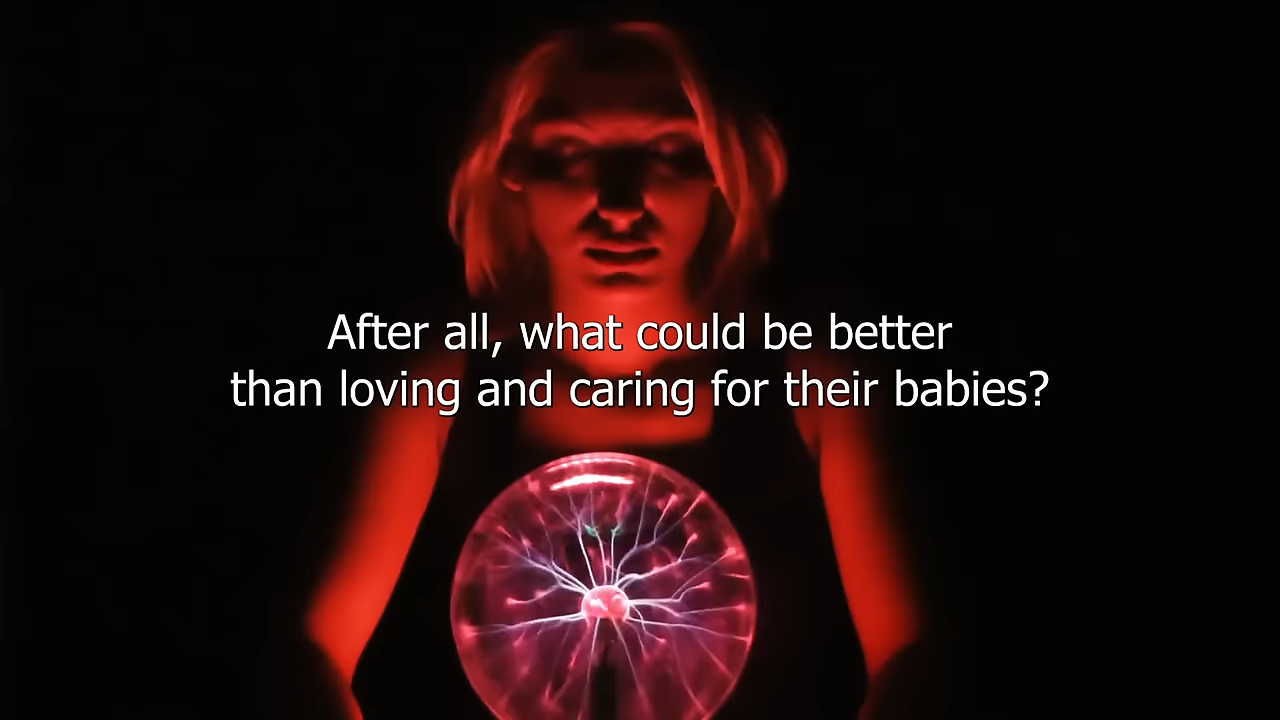 After all, what could be better
than loving and caring for their babies?